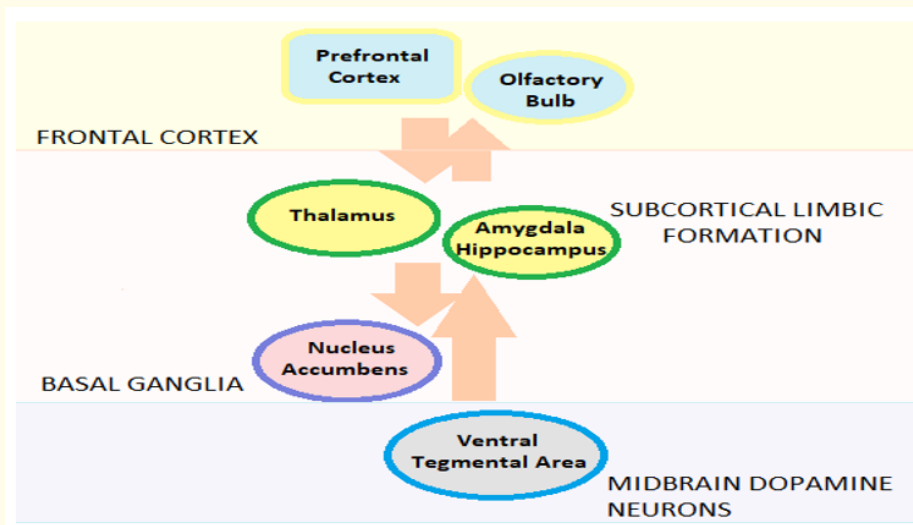 Prefrontal
Cortex
Olfactory
Bulb
FRONTAL CORTEX
Thalamus
Amygdala
Hippocampus
SUBCORTICAL LIMBIC
FORMATION
Nucleus
Accumbens
BASAL GANGLIA
Ventral
Tegmental Area
MIDBRAIN DOPAMINE
NEURONS